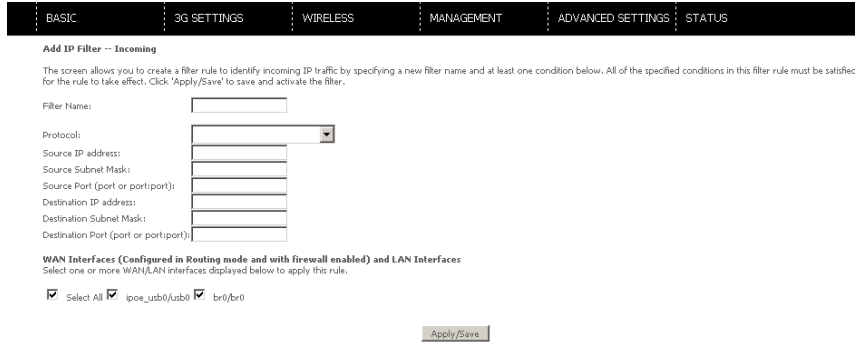 BASIC 3G SETTINGS WIRELESS MANAGEMENT ADVANCED SETTINGS STATUS
Add IP Filter -- Incoming
The screen allows you to create a filter rule to identify incoming IP traffic by specifying a new filter name and at least one condition below. All of the specified conditions in this filter rule must be satisfied
for the rule to take effect. Click 'Apply/Save' to save and activate the filter.
Filter Name:
Protocol:
Source IP address:
Source Subnet Mask:
Source Port (port or port:port):
Destination IP address:
Destination Subnet Mask:
Destination Port (port or port:port):
WAN Interfaces (Configured in Routing mode and with firewall enabled) and LAN Interfaces
Select one or more WAN/LAN interfaces displayed below to apply this rule.
Select All ipoe_usb0/usb0 br0/br0
Apply/Save